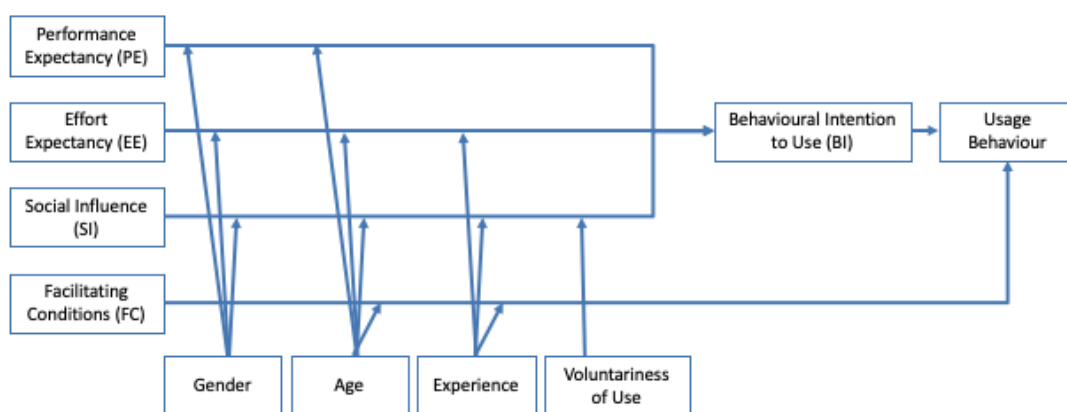 Performance
Expectancy (PE)
Effort
Expectancy (EE)
Behavioural Intention
to Use (BI)
Usage
Behaviour
Social Influence
(SI)
Facilitating
Conditions (FC)
Gender
Age
Experience
Voluntariness
of Use